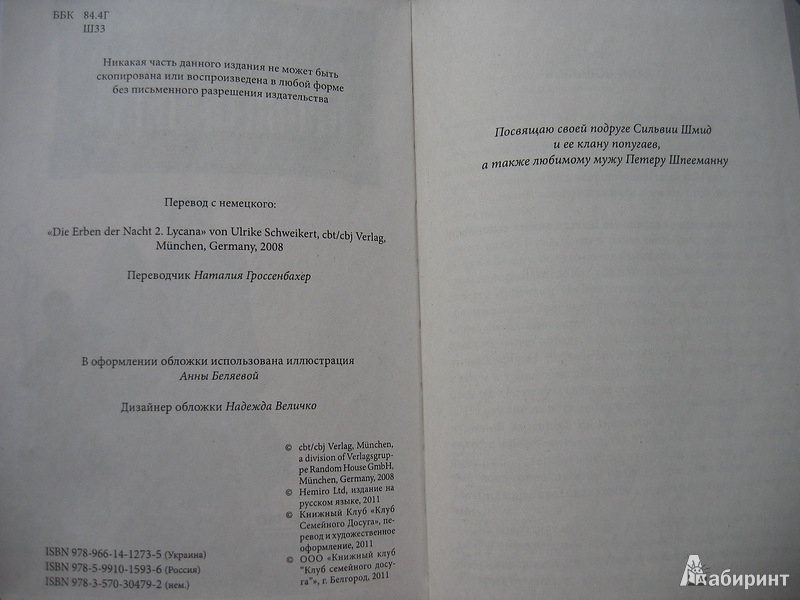 ББК 84.4Г
Ш33
Никакая часть данного издания не может быть
скопирована или воспроизведена в любой форме
без письменного разрешения издательства
Перевод с немецкого:
«Die Erben der Nacht 2. Lycana» von Ulrike Schweikert, cbt/cbj Verlag,
München, Germany, 2008
Переводчик Наталия Гроссенбахер
В оформлении обложки использована иллюстрация
Анны Беляевой
Дизайнер обложки Надежда Величко
© cbt/cbj Verlag, München,
a division of Verlagsgrup-
pe Random House GmbH,
München, Germany, 2008
© Hemiro Ltd, издание на
русском языке, 2011
© Книжный Клуб «Клуб
Семейного Досуга», пе-
ревод и художественное
оформление, 2011
© ООО «Книжный клуб
"Клуб семейного досу-
га"», г. Белгород, 2011
ISBN 978-966-14-1273-5 (Украина)
ISBN 978-5-9910-1593-6 (Россия)
ISBN 978-3-570-30479-2 (нем.)
Посвящаю своей подруге Сильвии Шмид
и ее клану попугаев,
а также любимому мужу Петеру Шпееманну
Лабиринт